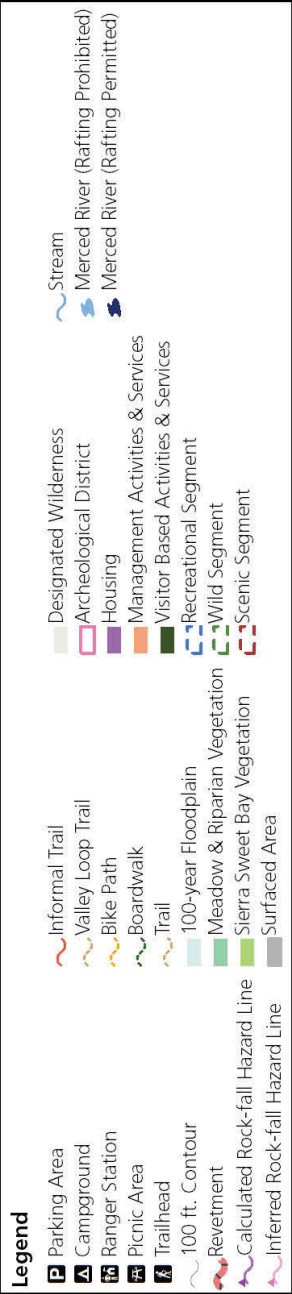 Legend
P Parking Area
Campground
Ranger Station
Picnic Area
Trailhead
100 ft. Contour
Revetment
Calculated Rock-fall Hazard Line
Inferred Rock-fall Hazard Line
Informal Trail
Valley Loop Trail
Bike Path
Boardwalk
Trail
100-year Floodplain
Meadow & Riparian Vegetation
Sierra Sweet Bay Vegetation
Surfaced Area
Designated Wilderness
Archeological District
Housing
Management Activities & Services
Visitor Based Activities & Services
Recreational Segment
Wild Segment
Scenic Segment
Stream
Merced River (Rafting Prohibited)
Merced River (Rafting Permitted)